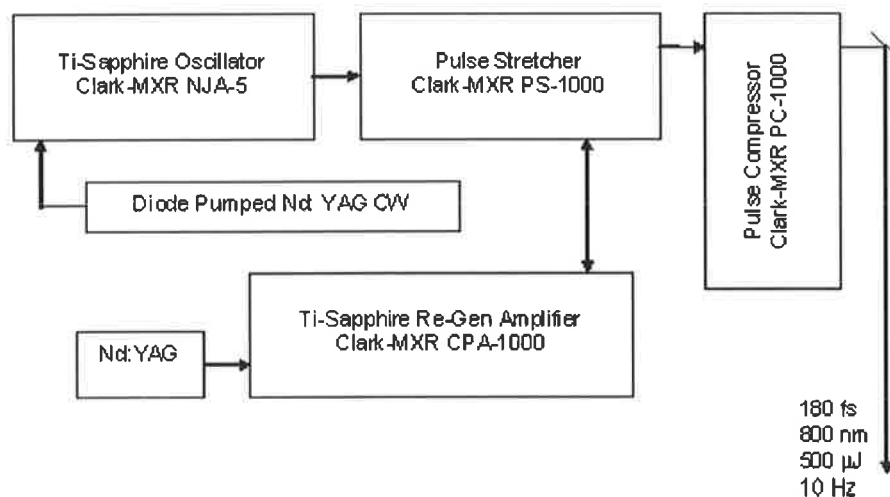 Ti-Sapphire Oscillator
Clark-MXR NJA-5
Pulse Stretcher
Clark-MXR PS-1000
Pulse Compressor
Clark-MXR PC-1000
Diode Pumped Nd: YAG CW
Ti-Sapphire Re-Gen Amplifier
Clark-MXR CPA-1000
Nd:YAG
180 fs
800 nm
500 µJ
10 Hz